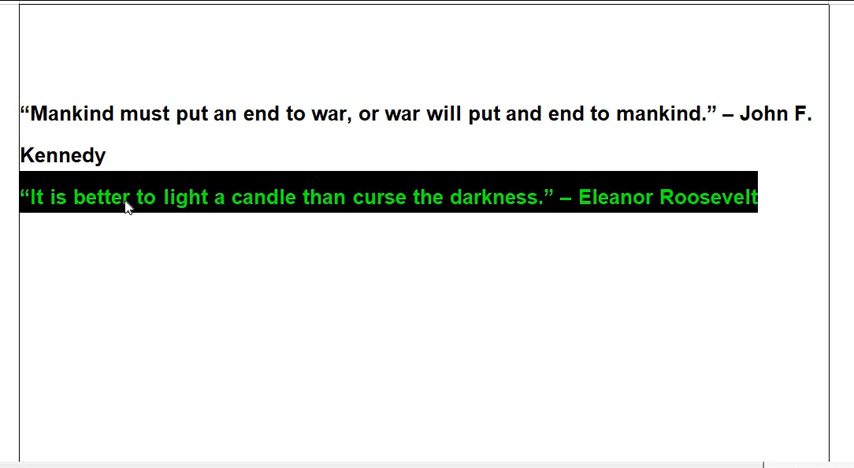 “Mankind must put an end to war, or war will put and end to mankind.” – John F.
Kennedy
“It is better to light a candle than curse the darkness.” – Eleanor Roosevelt